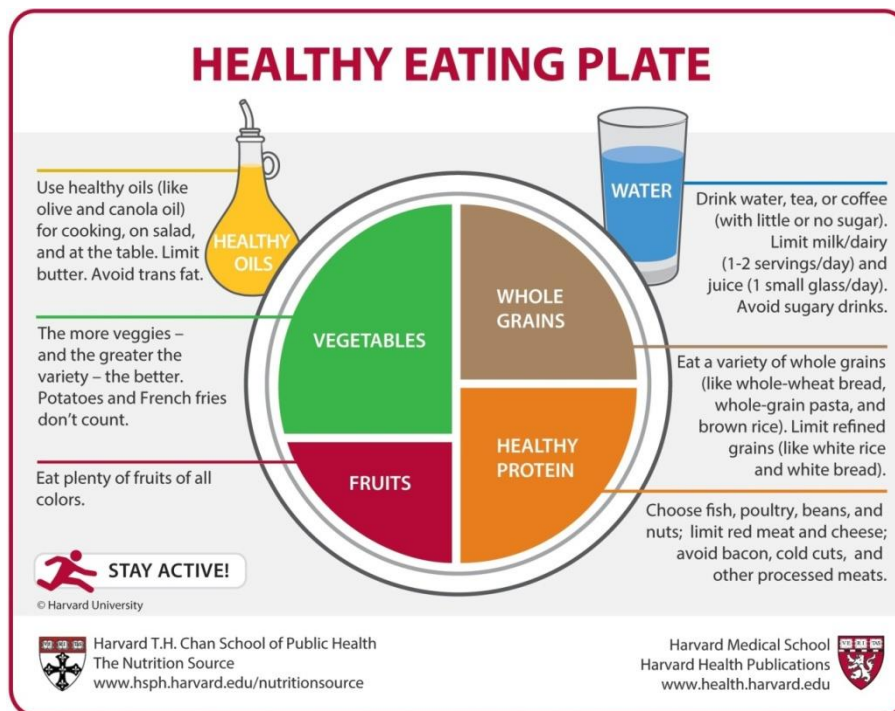 HEALTHY EATING PLATE
Use healthy oils (like
olive and canola oil)
for cooking, on salad,
and at the table. Limit
butter. Avoid trans fat.
HEALTHY
OILS
The more veggies –
and the greater the
variety – the better.
Potatoes and French fries
don’t count.
Eat plenty of fruits of all
colors.
VEGETABLES
FRUITS
WHOLE
GRAINS
HEALTHY
PROTEIN
WATER
Drink water, tea, or coffee
(with little or no sugar).
Limit milk/dairy
(1-2 servings/day) and
juice (1 small glass/day).
Avoid sugary drinks.
Eat a variety of whole grains
(like whole-wheat bread,
whole-grain pasta, and
brown rice). Limit refined
grains (like white rice
and white bread).
Choose fish, poultry, beans, and
nuts; limit red meat and cheese;
avoid bacon, cold cuts, and
other processed meats.
STAY ACTIVE!
© Harvard University
Harvard T.H. Chan School of Public Health
The Nutrition Source
www.hsph.harvard.edu/nutritionsource
Harvard Medical School
Harvard Health Publications
www.health.harvard.edu
VE RI TAS